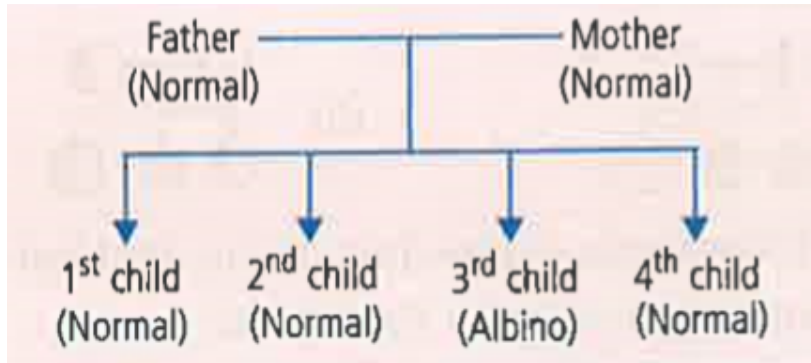 Father Mother
(Normal) (Normal)
1st child 2nd child 3rd child 4th child
(Normal) (Normal) (Albino) (Normal)